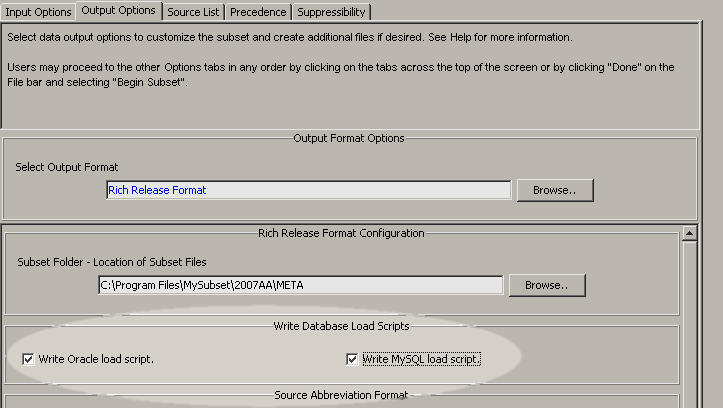 Input Options Output Options Source List Precedence Suppressibility
Select data output options to customize the subset and create additional files if desired. See Help for more information.
Users may proceed to the other Options tabs in any order by clicking on the tabs across the top of the screen or by clicking "Done" on the
File bar and selecting "Begin Subset".
Output Format Options
Select Output Format
Rich Release Format Browse..
Rich Release Format Configuration
Subset Folder - Location of Subset Files
C:\Program Files\MySubset\2007AA\META Browse..
Write Database Load Scripts
Write Oracle load script. Write MySQL load script.
Source Abbreviation Format